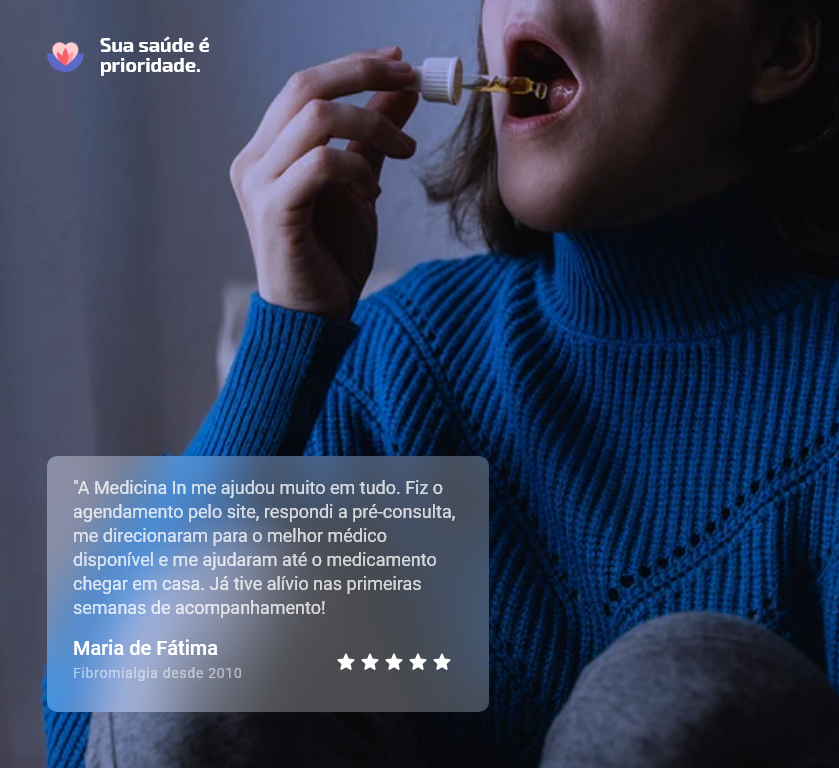 Sua saúde é
prioridade.
"A Medicina In me ajudou muito em tudo. Fiz o
agendamento pelo site, respondi a pré-consulta,
me direcionaram para o melhor médico
disponível e me ajudaram até o medicamento
chegar em casa. Já tive alívio nas primeiras
semanas de acompanhamento!
Maria de Fátima
Fibromialgia desde 2010